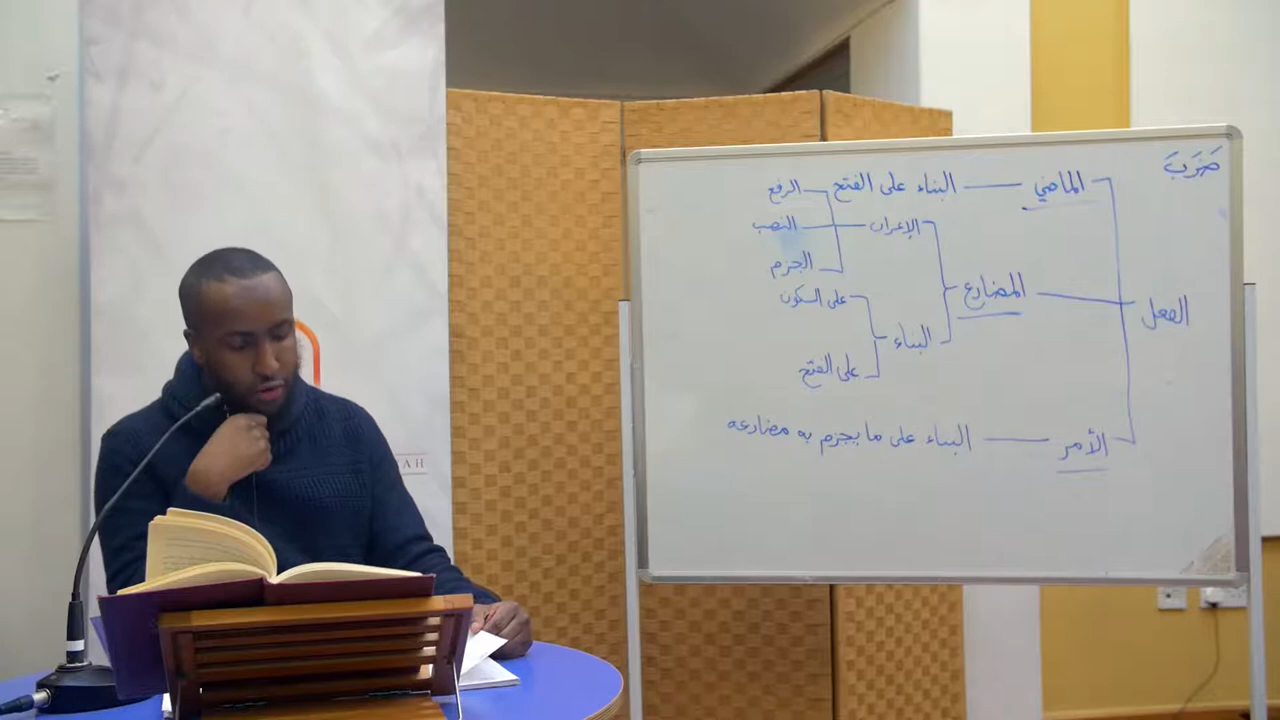 ضَرَبَ
الفعل
الماضي
البناء على الفتح
المضارع
الإعراب
الرفع
النصب
الجزم
البناء
على السكون
على الفتح
الأمر
البناء على ما يجزم به مضارعه
AH